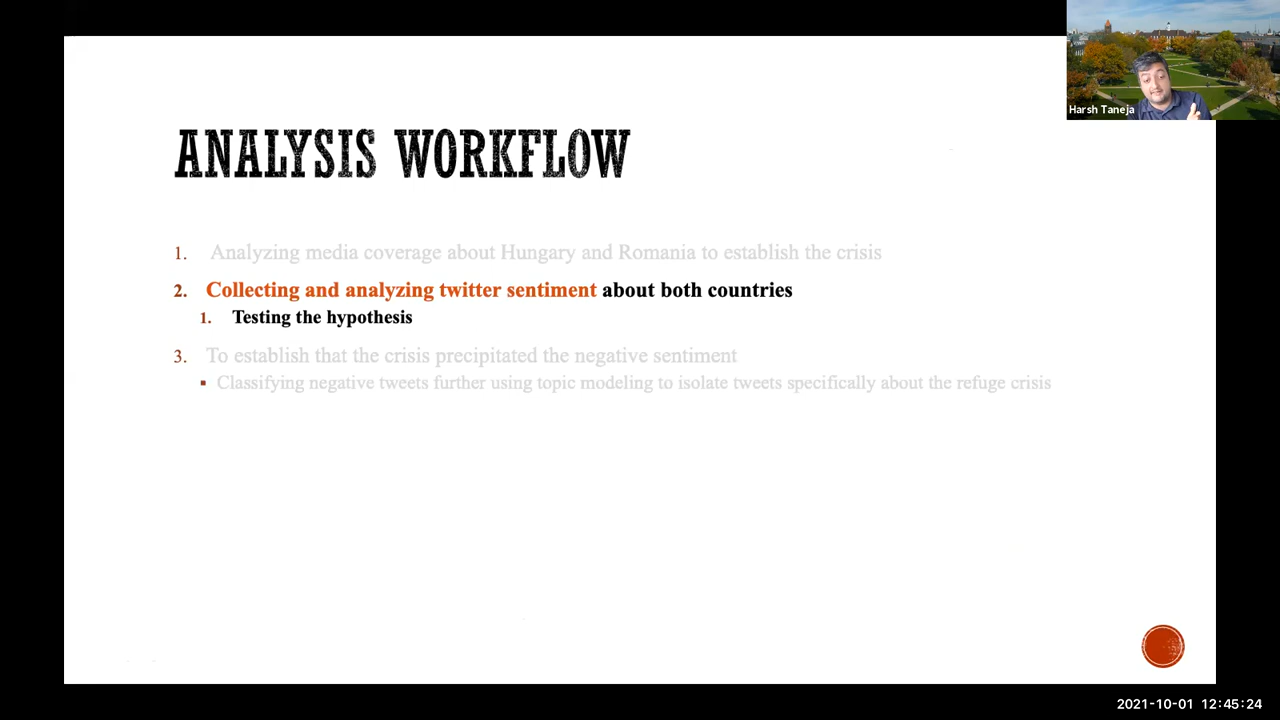 Harsh Taneja
ANALYSIS WORKFLOW
1. Analyzing media coverage about Hungary and Romania to establish the crisis
2. Collecting and analyzing twitter sentiment about both countries
1. Testing the hypothesis
3. To establish that the crisis precipitated the negative sentiment
▪ Classifying negative tweets further using topic modeling to isolate tweets specifically about the refuge crisis
2021-10-01 12:45:24